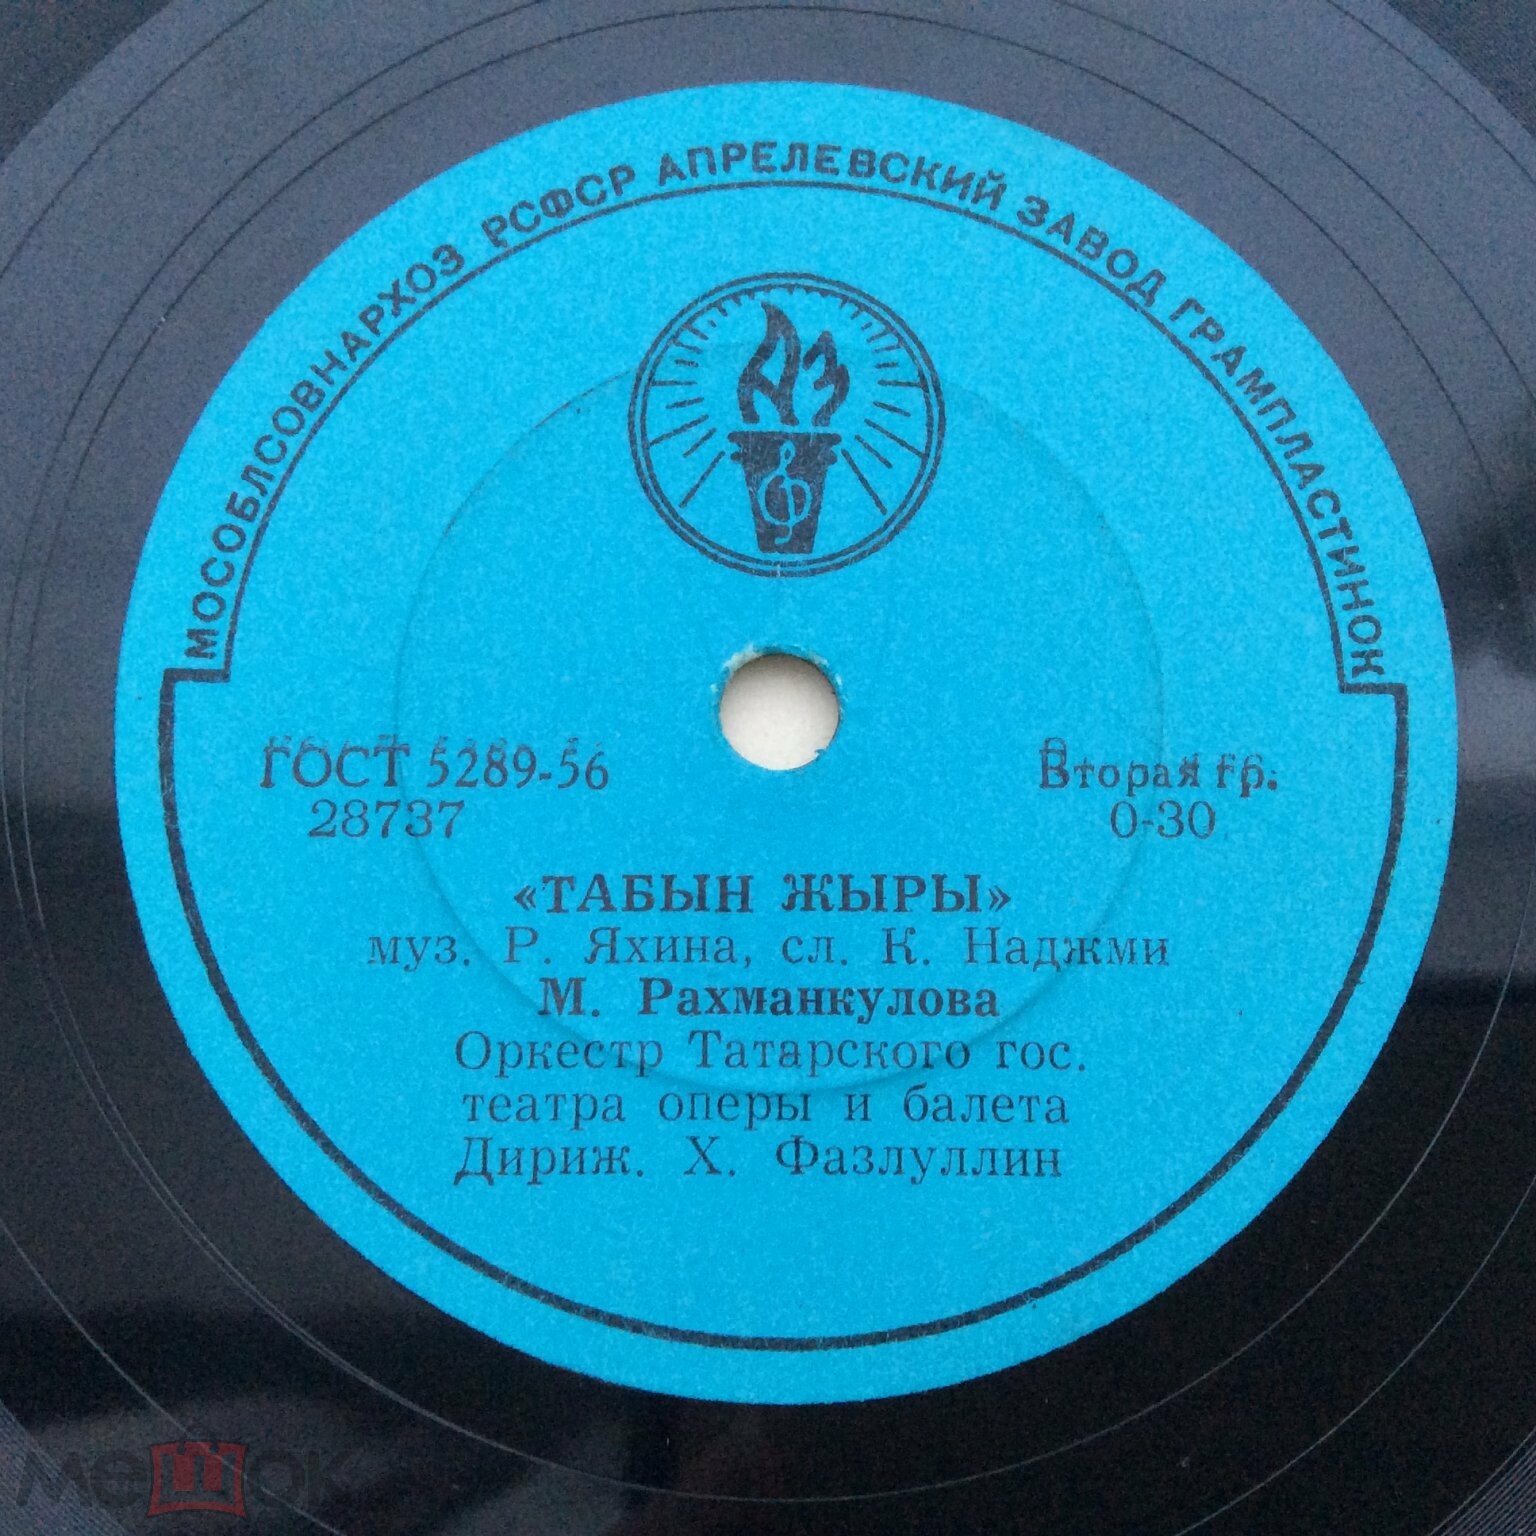 МОСОБЛСОВНАРХОЗ РСФСР АПРЕЛЕВСКИЙ ЗАВОД ГРАМПЛАСТИНОК
АЗ
ГОСТ 5289-56
28737
Вторая гр.
0-30
«ТАБЫН ЖЫРЫ»
муз. Р. Яхина, сл. К. Наджми
М. Рахманкулова
Оркестр Татарского гос.
театра оперы и балета
Дириж. Х. Фазлуллин
мешок